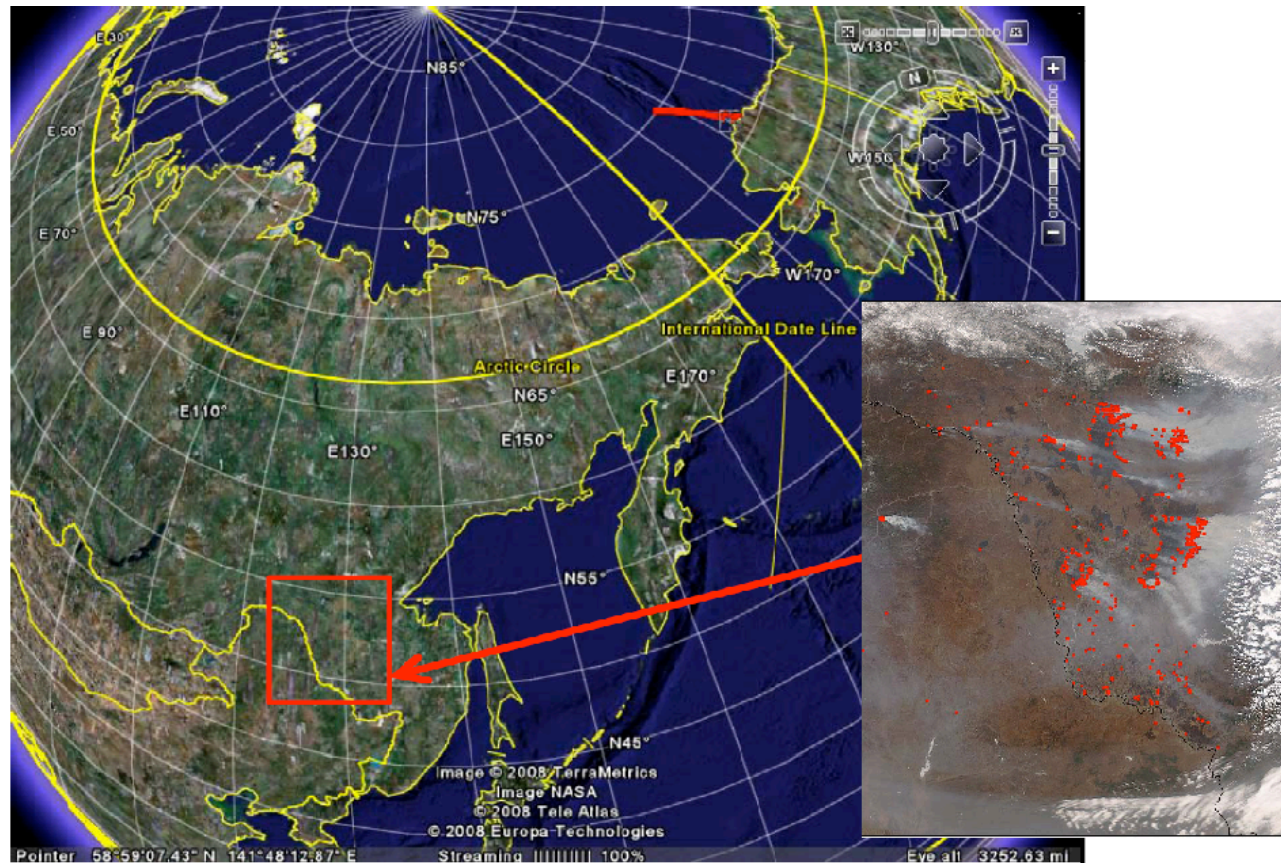 E 30°
N85°
W130°
N
E 50°
W150°
N75°
E 70°
W170°
E 90°
International Date Line
Arctic Circle
E170°
N65°
E110°
E150°
E130°
N55°
N45°
Image © 2008 TerraMetrics
Image NASA
© 2008 Tele Atlas
© 2008 Europa Technologies
Pointer 58°59'07.43" N 141°48'12.87" E Streaming |||||||||| 100% Eye alt 3252.63 mi